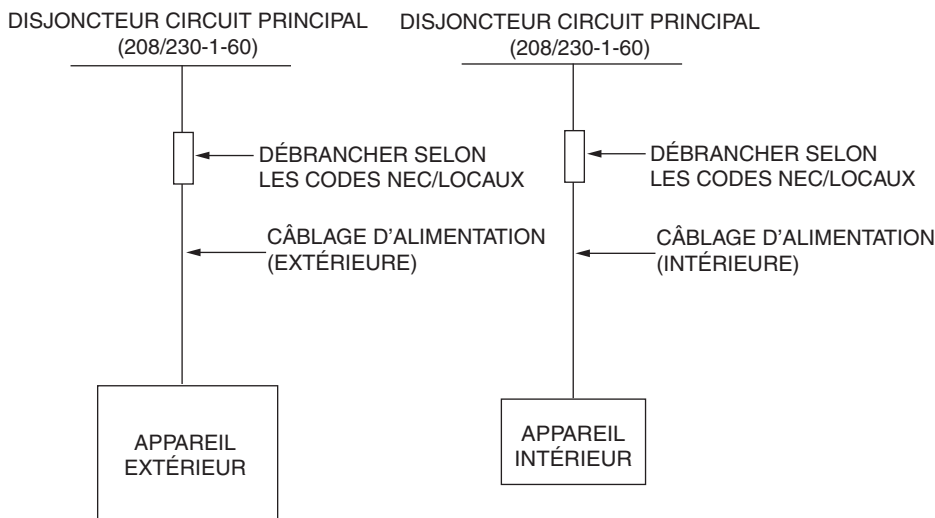 DISJONCTEUR CIRCUIT PRINCIPAL
(208/230-1-60)
DÉBRANCHER SELON
LES CODES NEC/LOCAUX
CÂBLAGE D'ALIMENTATION
(EXTÉRIEURE)
APPAREIL
EXTÉRIEUR
DISJONCTEUR CIRCUIT PRINCIPAL
(208/230-1-60)
DÉBRANCHER SELON
LES CODES NEC/LOCAUX
CÂBLAGE D'ALIMENTATION
(INTÉRIEURE)
APPAREIL
INTÉRIEUR